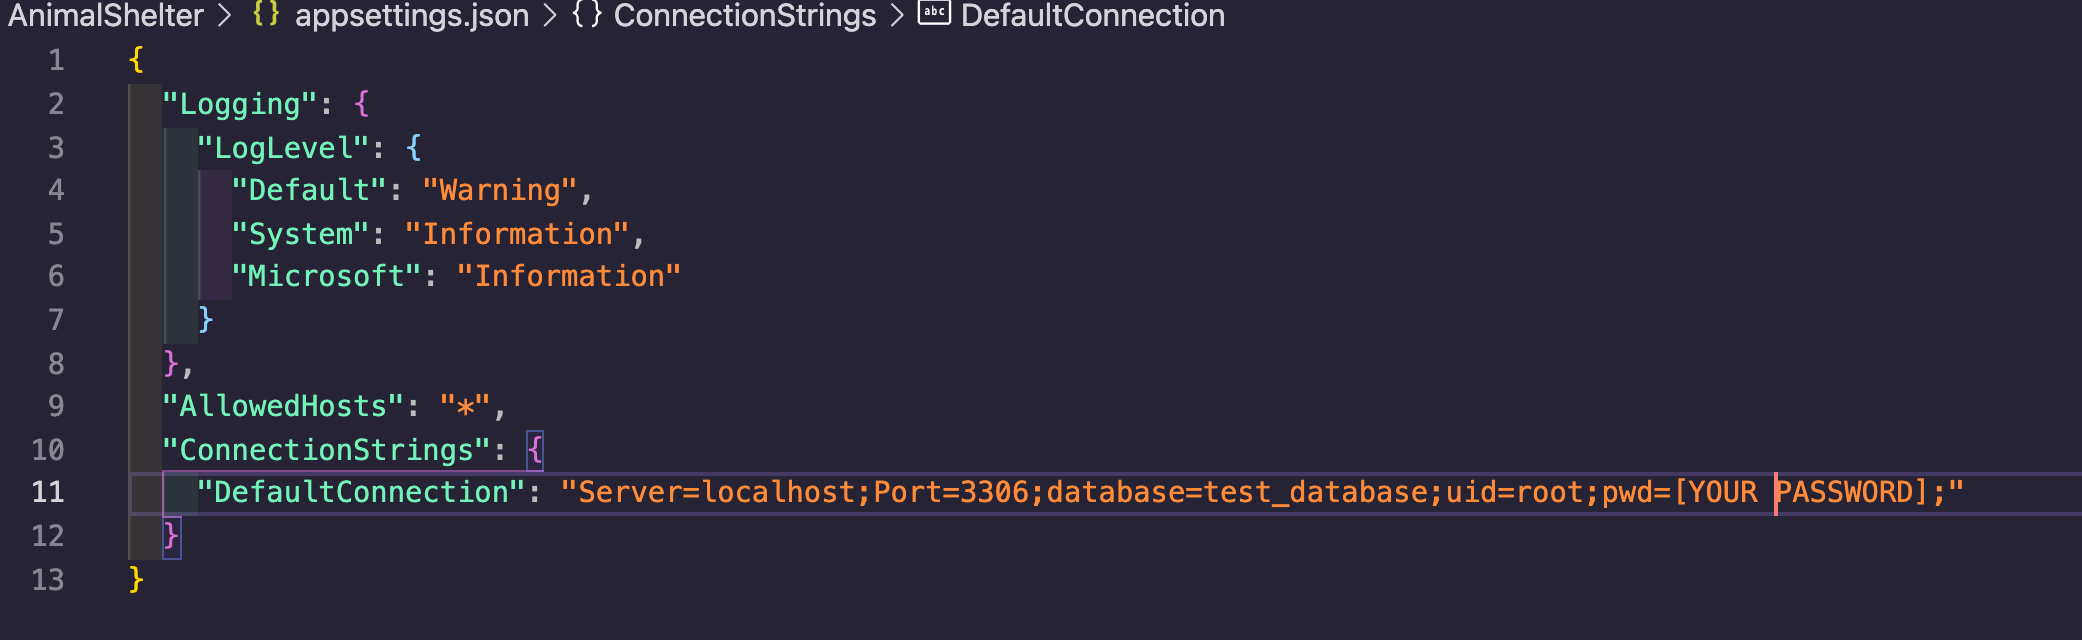 AnimalShelter > {} appsettings.json > {} ConnectionStrings > abc DefaultConnection
1 {
2 "Logging": {
3 "LogLevel": {
4 "Default": "Warning",
5 "System": "Information",
6 "Microsoft": "Information"
7 }
8 },
9 "AllowedHosts": "*",
10 "ConnectionStrings": {
11 "DefaultConnection": "Server=localhost;Port=3306;database=test_database;uid=root;pwd=[YOUR PASSWORD];"
12 }
13 }